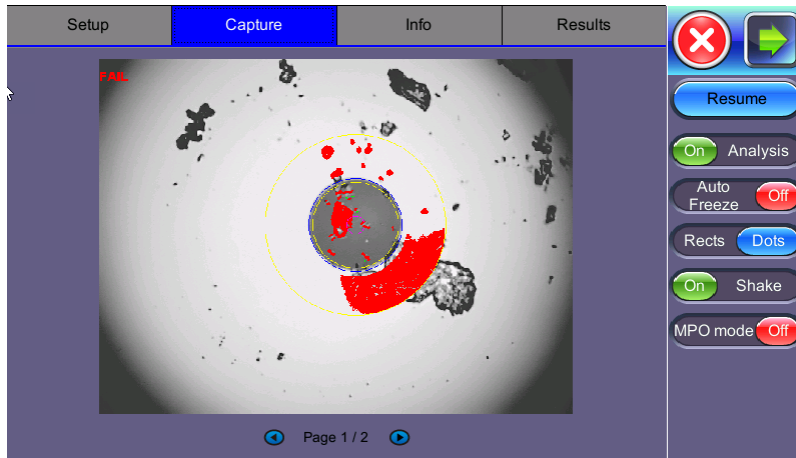 Setup
Capture
Info
Results
FAIL
Resume
On Analysis
Auto
Freeze
Off
Rects Dots
On Shake
MPO mode Off
Page 1 / 2